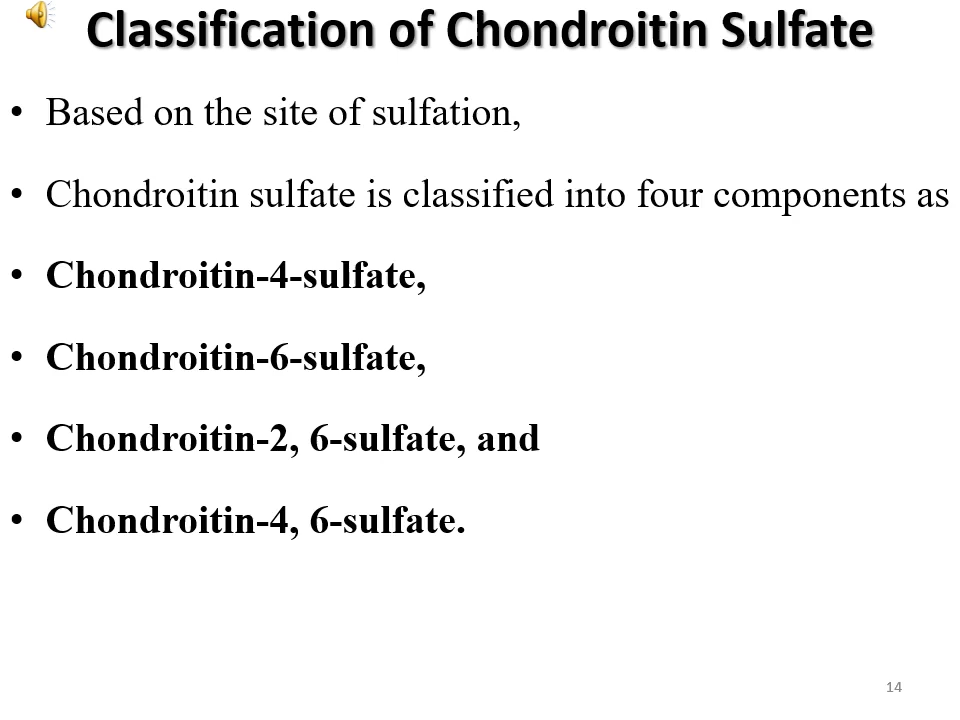 Classification of Chondroitin Sulfate
• Based on the site of sulfation,
• Chondroitin sulfate is classified into four components as
• Chondroitin-4-sulfate,
• Chondroitin-6-sulfate,
• Chondroitin-2, 6-sulfate, and
• Chondroitin-4, 6-sulfate.
14